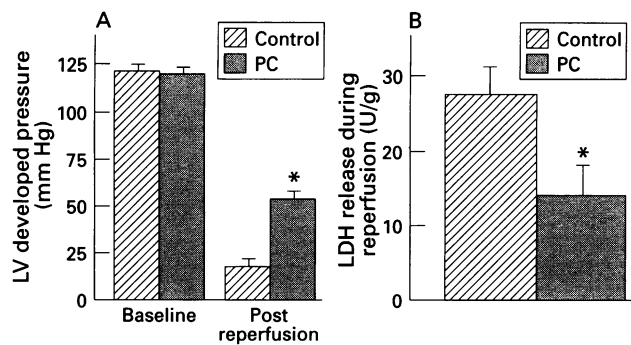 A
Control
PC
LV developed pressure
(mm Hg)
125
100
75
50
25
0
*
Baseline
Post
reperfusion
B
Control
PC
LDH release during
reperfusion (U/g)
30
20
10
0
*